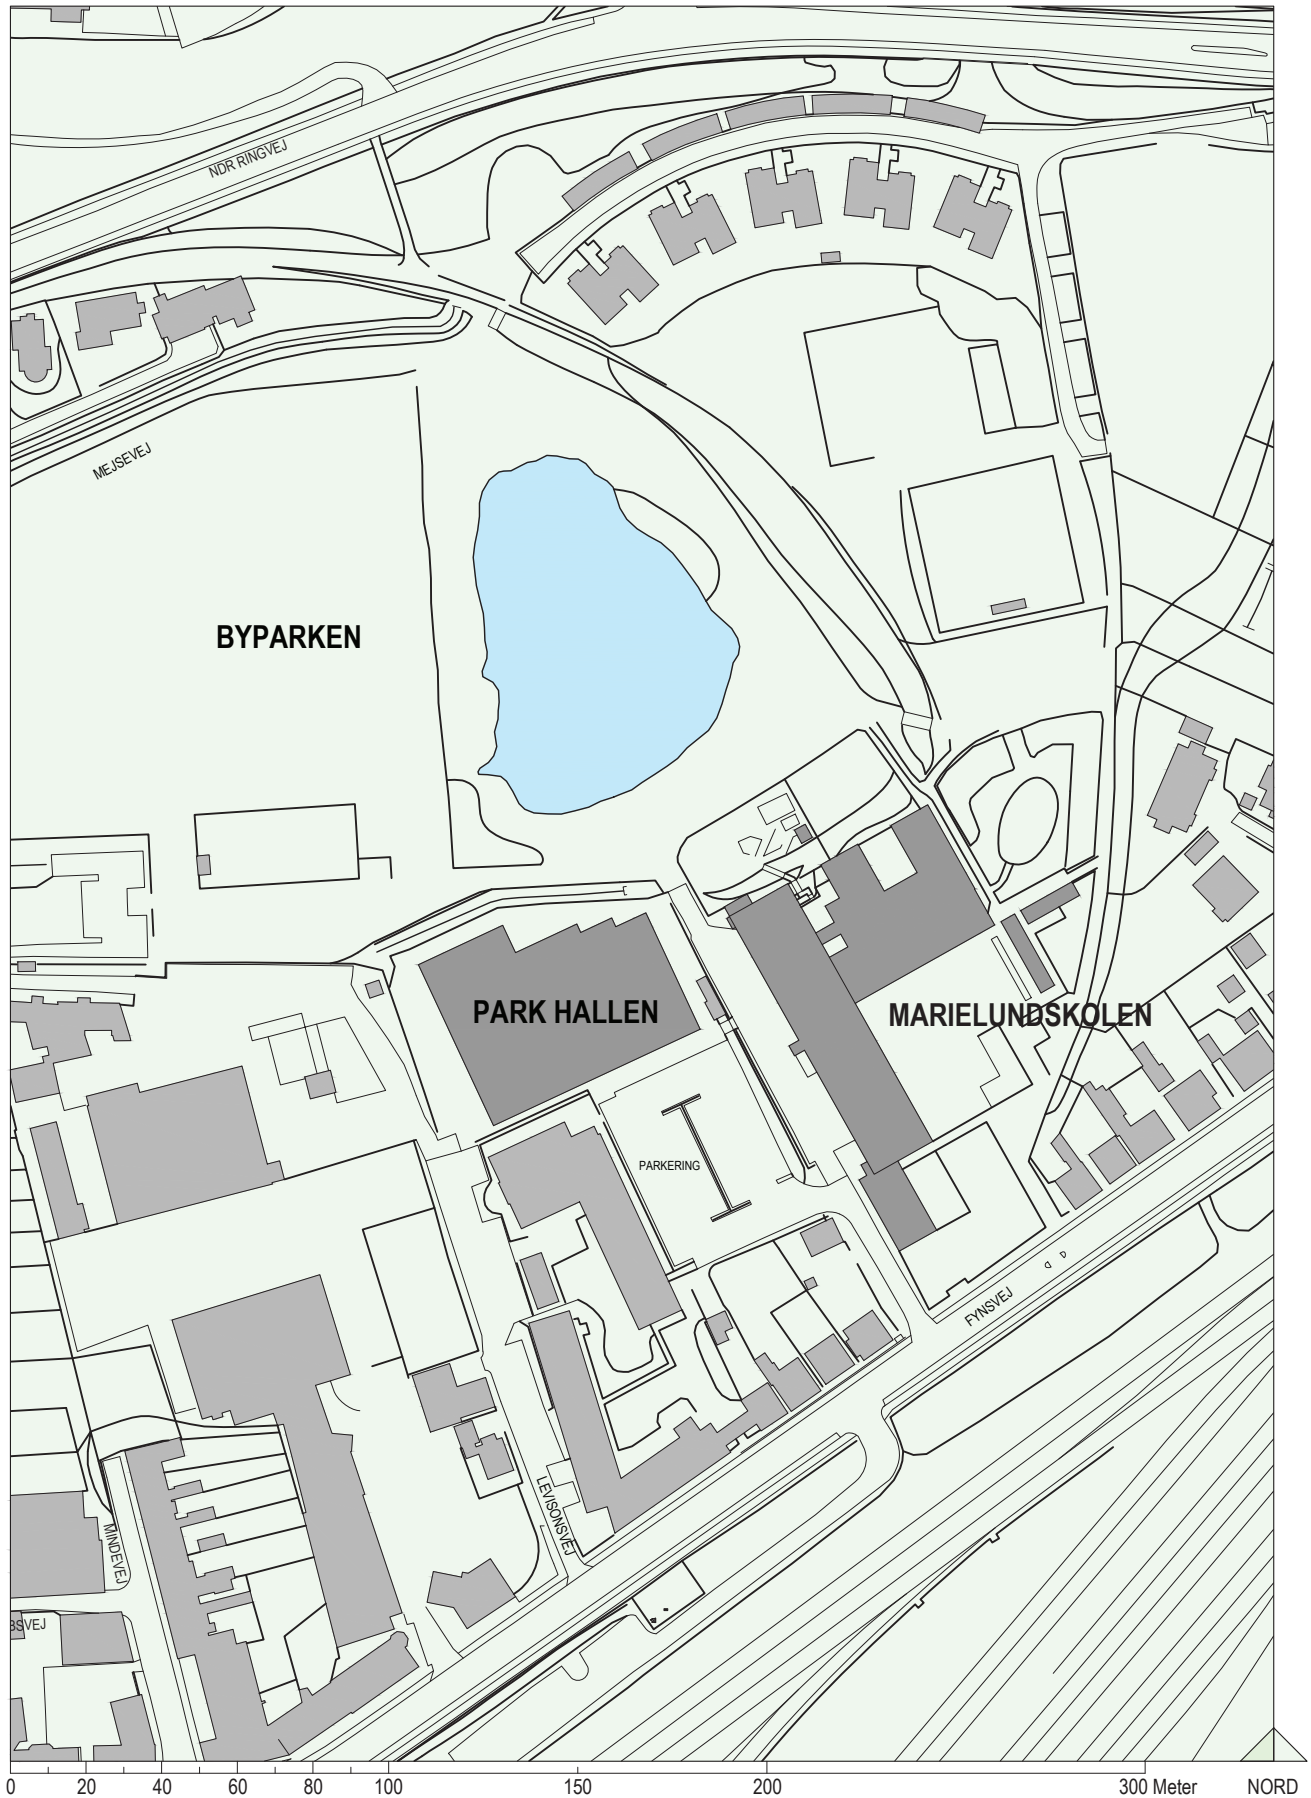 NDR RINGVEJ
MEJSEVEJ
BYPARKEN
PARK HALLEN
MARIELUNDSKOLEN
PARKERING
FYNSVEJ
LEVISONSVEJ
MINDEVEJ
BSVEJ
0 20 40 60 80 100 150 200 300 Meter NORD